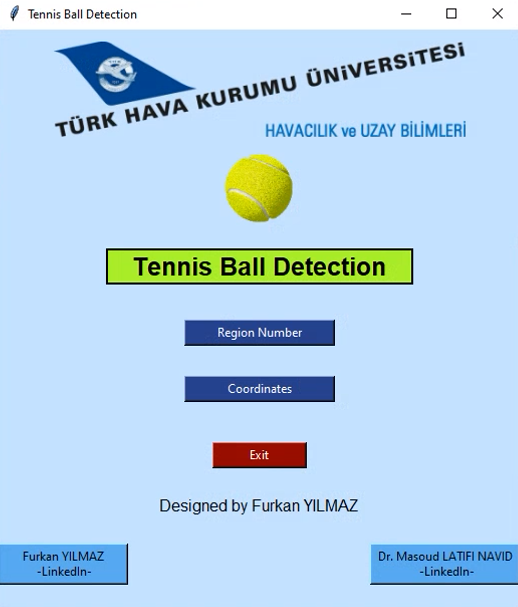 Tennis Ball Detection
TÜRK HAVA KURUMU ÜNİVERSİTESİ
HAVACILIK ve UZAY BİLİMLERİ
Tennis Ball Detection
Region Number
Coordinates
Exit
Designed by Furkan YILMAZ
Furkan YILMAZ
-LinkedIn-
Dr. Masoud LATIFI NAVID
-LinkedIn-